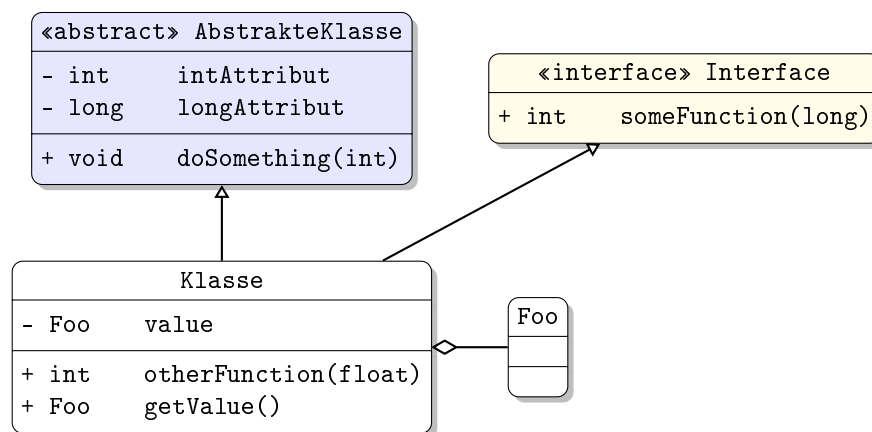 «abstract» AbstrakteKlasse
- int intAttribut
- long longAttribut
+ void doSomething(int)
«interface» Interface
+ int someFunction(long)
Klasse
- Foo value
+ int otherFunction(float)
+ Foo getValue()
Foo